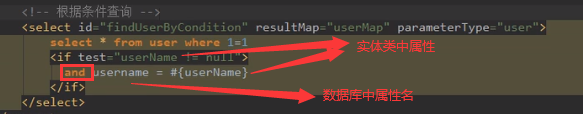 <!-- 根据条件查询 -->
<select id="findUserByCondition" resultMap="userMap" parameterType="user">
select * from user where 1=1
实体类中属性
<if test="userName != null">
and username = #{userName}
</if>
数据库中属性名
</select>